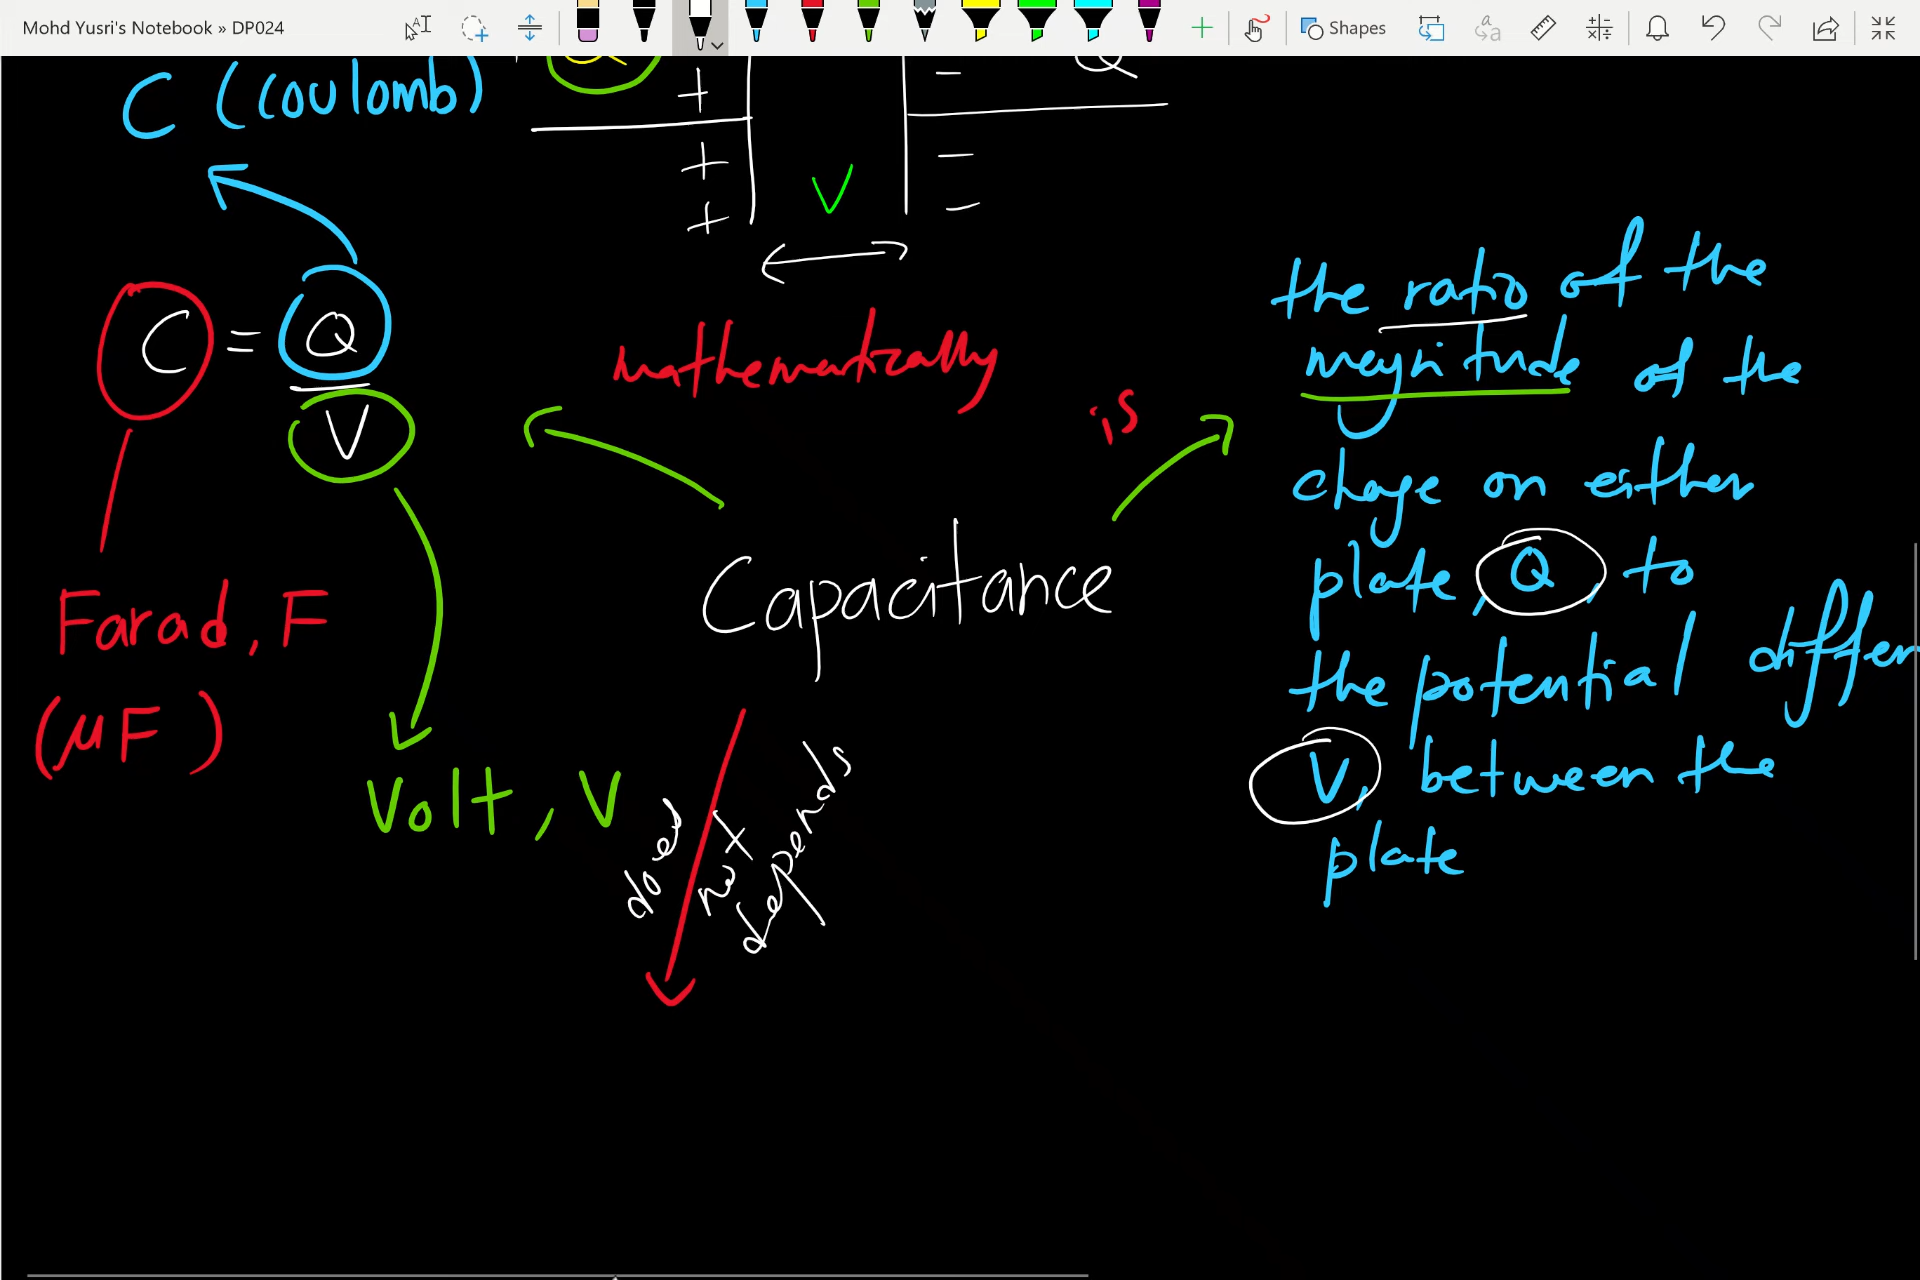 Mohd Yusri's Notebook » DP024
Shapes
C (Coulomb)
+ - Q
+ -
+ -
V
C = Q
V
mathematically
is
the ratio of the
magnitude of the
charge on either
plate, Q, to
the potential differ
V, between the
plate
Capacitance
Farad, F
(μF)
Volt, V
does
not
depends